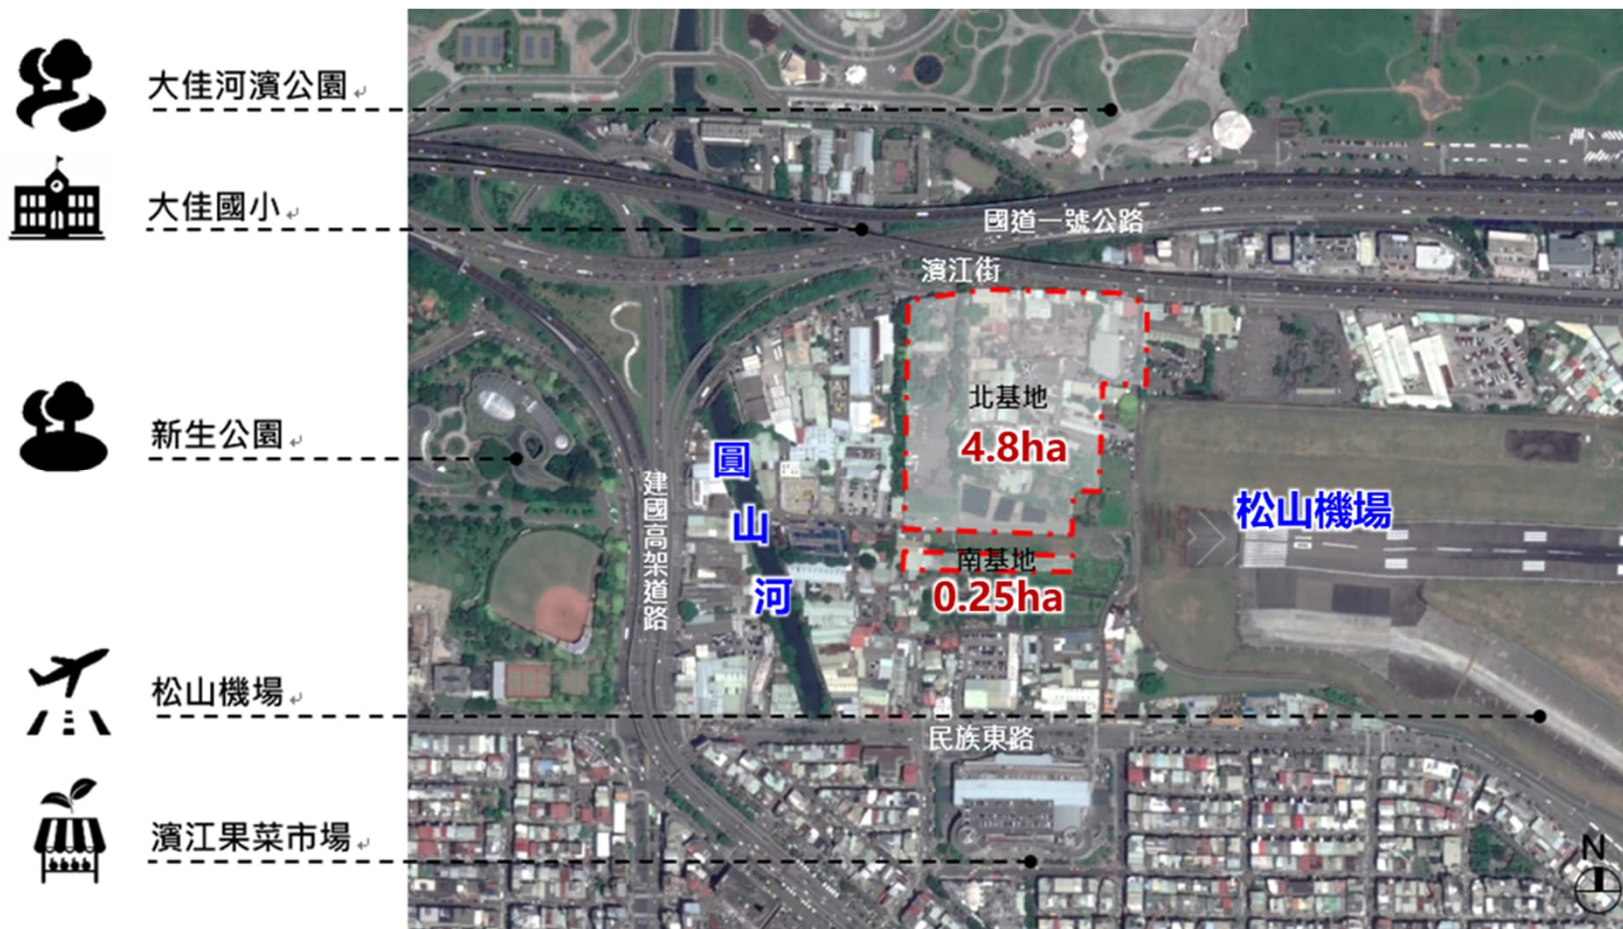 大佳河濱公園
大佳國小
國道一號公路
濱江街
北基地
4.8ha
新生公園
圓山河
建國高架道路
松山機場
南基地
0.25ha
松山機場
民族東路
濱江果菜市場
N